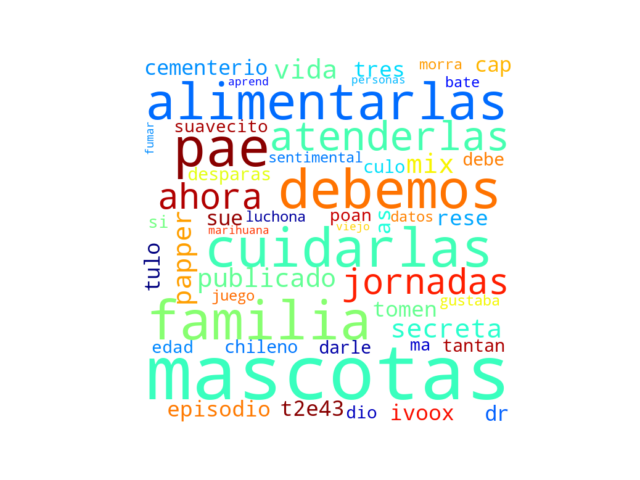 cementerio vida tres morra cap
aprend personas bate
alimentarlas
fumar suavecito atenderlas
pae sentimental culo mix debe
desparas
ahora debemos
si sue luchona poan as datos rese
marihuana viejo
tulo papper cuidarlas
publicado jornadas
juego gustaba
familia tomen
secreta
edad chileno darle ma tantan
mascotas
episodio t2e43 dio ivoox dr